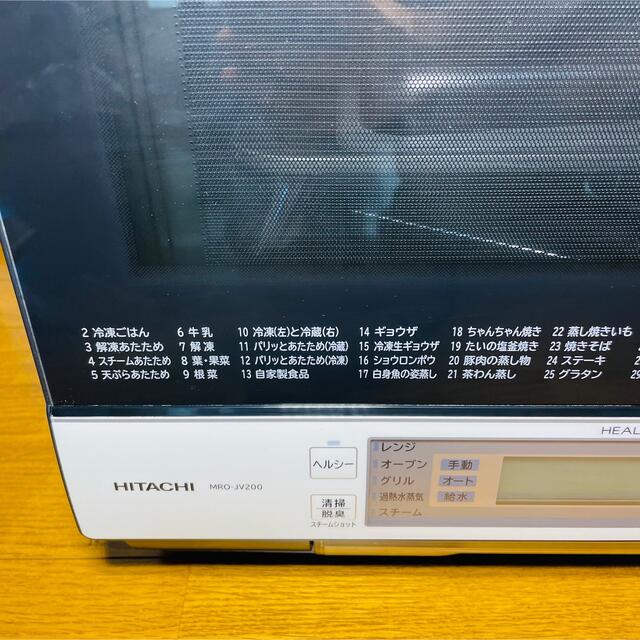 2 冷凍ごはん
3 解凍あたため
4 スチームあたため
5 天ぷらあたため
6 牛乳
7 解凍
8 葉・果菜
9 根菜
10 冷凍(左)と冷蔵(右)
11 パリッとあたため(冷蔵)
12 パリッとあたため(冷凍)
13 自家製食品
14 ギョウザ
15 冷凍生ギョウザ
16 ショウロンポウ
17 白身魚の姿蒸し
18 ちゃんちゃん焼き
19 たいの塩釜焼き
20 豚肉の蒸し物
21 茶わん蒸し
22 蒸し焼きいも
23 焼きそば
24 ステーキ
25 グラタン
HEAL
HITACHI MRO-JV200
ヘルシー
清掃
脱臭
スチームショット
レンジ
オーブン 手動
グリル オート
過熱水蒸気 給水
スチーム